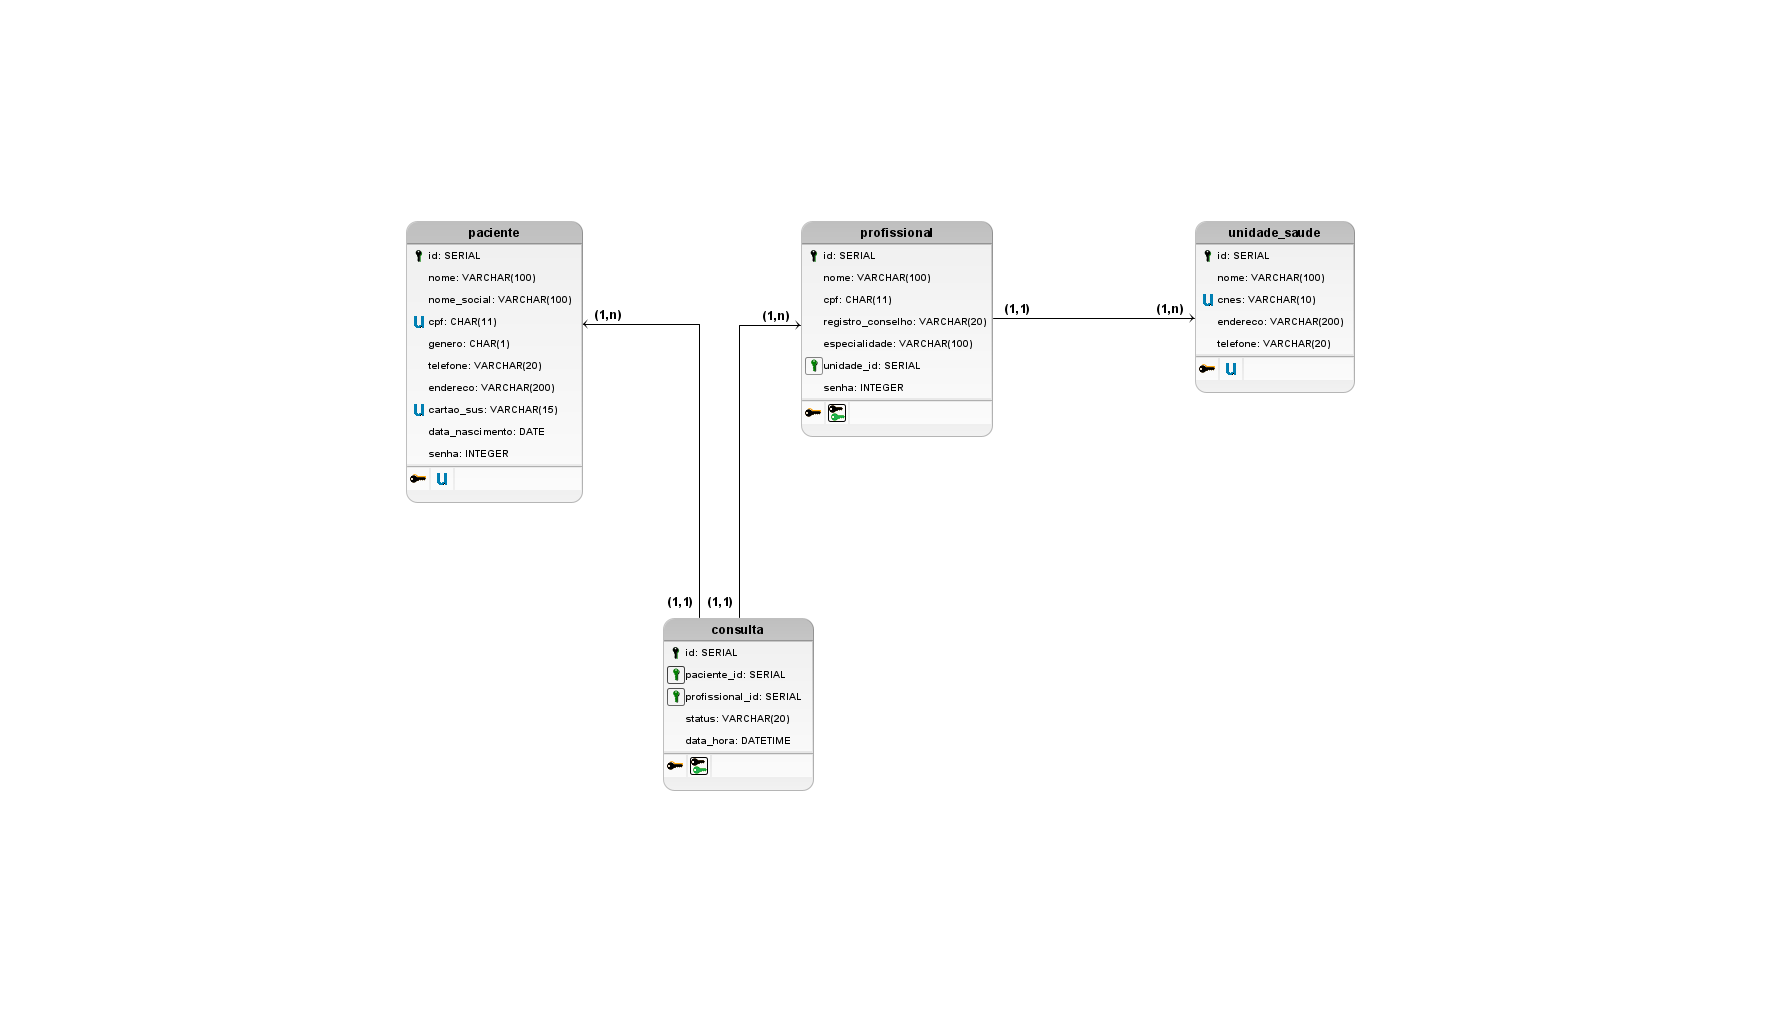 paciente
id: SERIAL
nome: VARCHAR(100)
nome_social: VARCHAR(100)
U cpf: CHAR(11)
genero: CHAR(1)
telefone: VARCHAR(20)
endereco: VARCHAR(200)
U cartao_sus: VARCHAR(15)
data_nascimento: DATE
senha: INTEGER
U
(1,n)
(1,n)
profissional
id: SERIAL
nome: VARCHAR(100)
cpf: CHAR(11)
registro_conselho: VARCHAR(20)
especialidade: VARCHAR(100)
unidade_id: SERIAL
senha: INTEGER
(1,1)
(1,n)
unidade_saude
id: SERIAL
nome: VARCHAR(100)
U cnes: VARCHAR(10)
endereco: VARCHAR(200)
telefone: VARCHAR(20)
U
(1,1)
(1,1)
consulta
id: SERIAL
paciente_id: SERIAL
profissional_id: SERIAL
status: VARCHAR(20)
data_hora: DATETIME